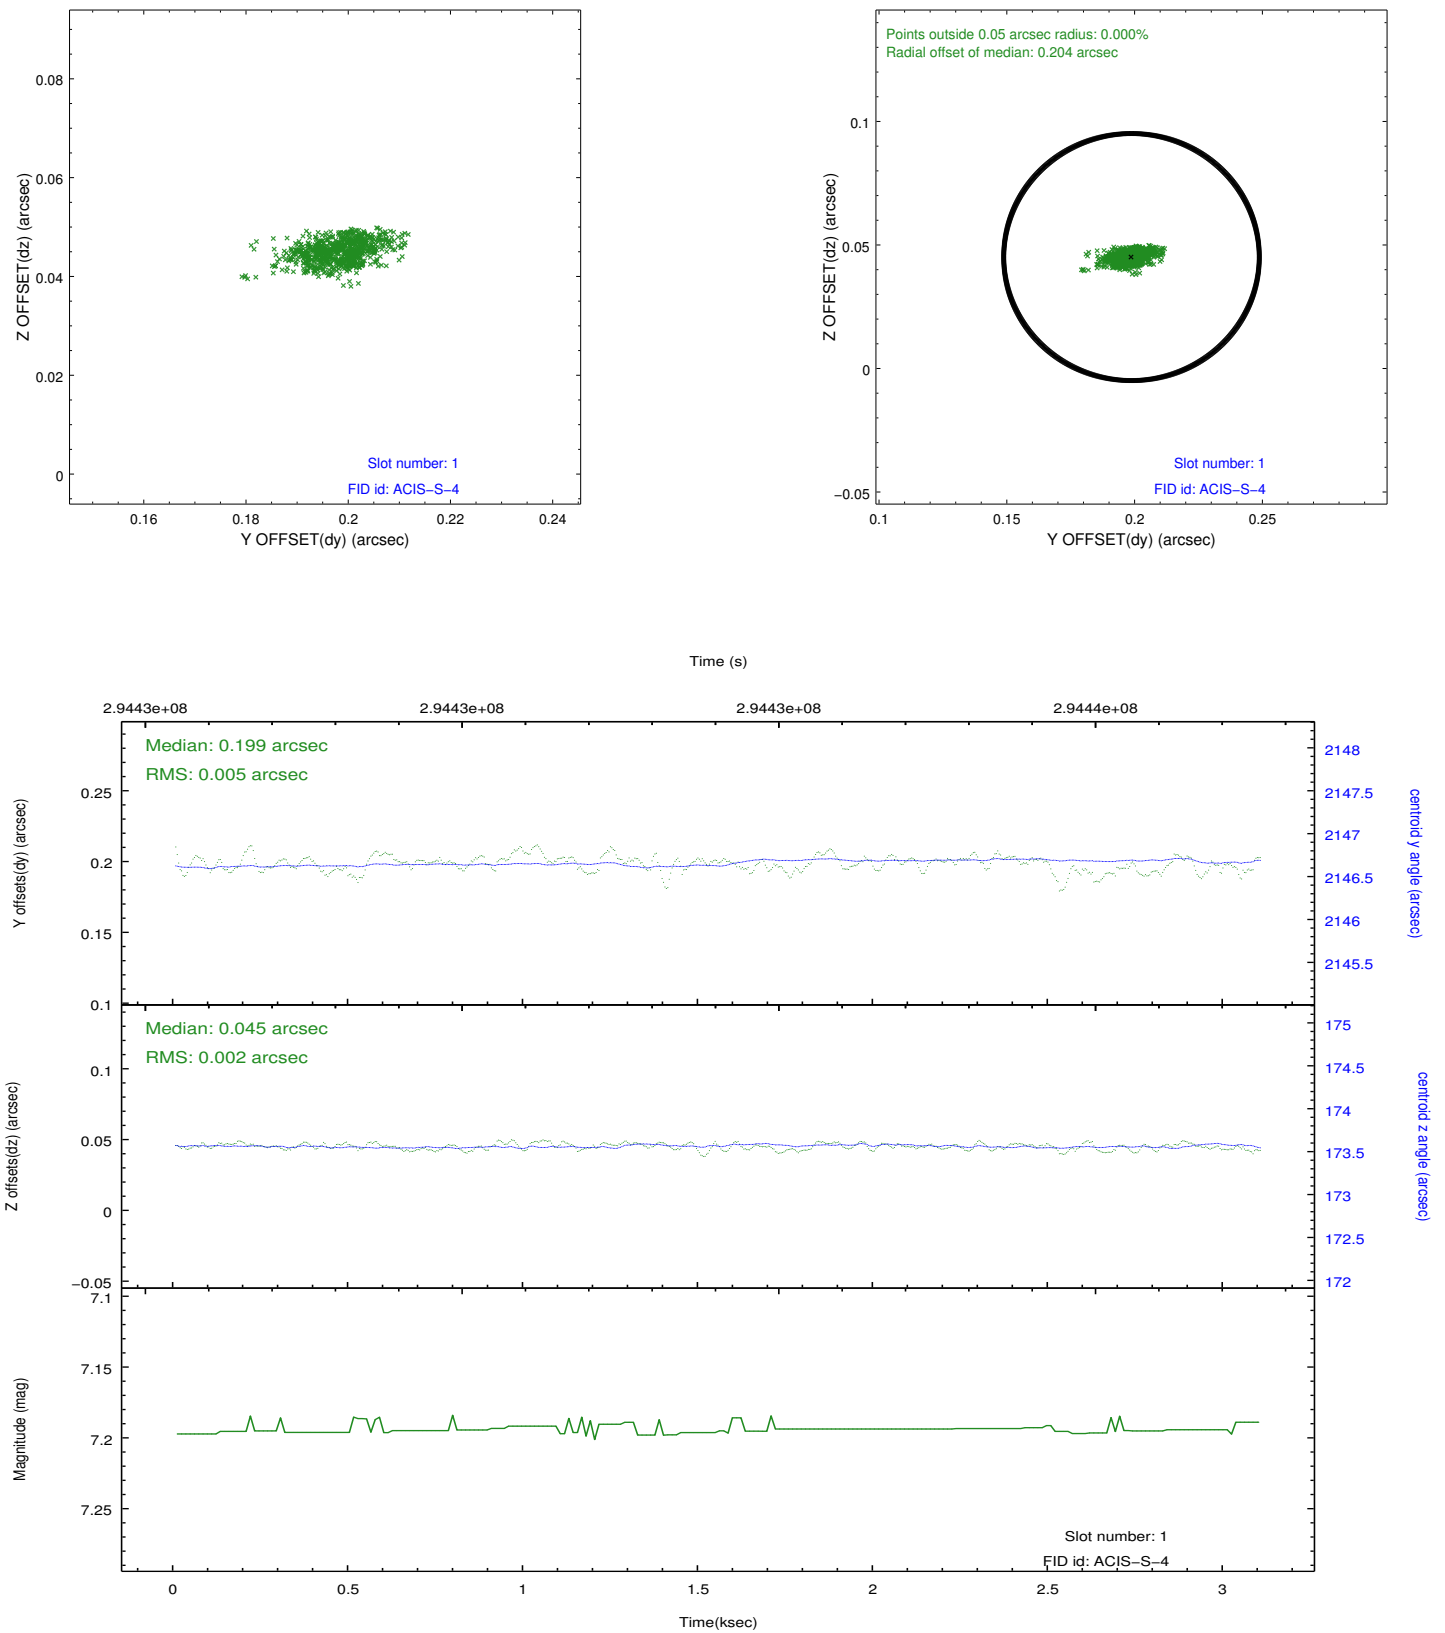 0.08
0.06
0.04
0.02
0
Z OFFSET(dz) (arcsec)
0.16 0.18 0.2 0.22 0.24
Y OFFSET(dy) (arcsec)
Slot number: 1
FID id: ACIS−S−4
Points outside 0.05 arcsec radius: 0.000%
Radial offset of median: 0.204 arcsec
0.1
0.05
0
−0.05
Z OFFSET(dz) (arcsec)
Slot number: 1
FID id: ACIS−S−4
0.1 0.15 0.2 0.25
Y OFFSET(dy) (arcsec)
Time (s)
2.9443e+08 2.9443e+08 2.9443e+08 2.9444e+08
Median: 0.199 arcsec
RMS: 0.005 arcsec
0.25
0.2
0.15
0.1
Y offsets(dy) (arcsec)
2148
2147.5
2147
2146.5
2146
2145.5
centroid y angle (arcsec)
Median: 0.045 arcsec
RMS: 0.002 arcsec
0.1
0.05
0
−0.05
Z offsets(dz) (arcsec)
175
174.5
174
173.5
173
172.5
172
centroid z angle (arcsec)
7.1
7.15
7.2
7.25
Magnitude (mag)
Slot number: 1
FID id: ACIS−S−4
0 0.5 1 1.5 2 2.5 3
Time(ksec)